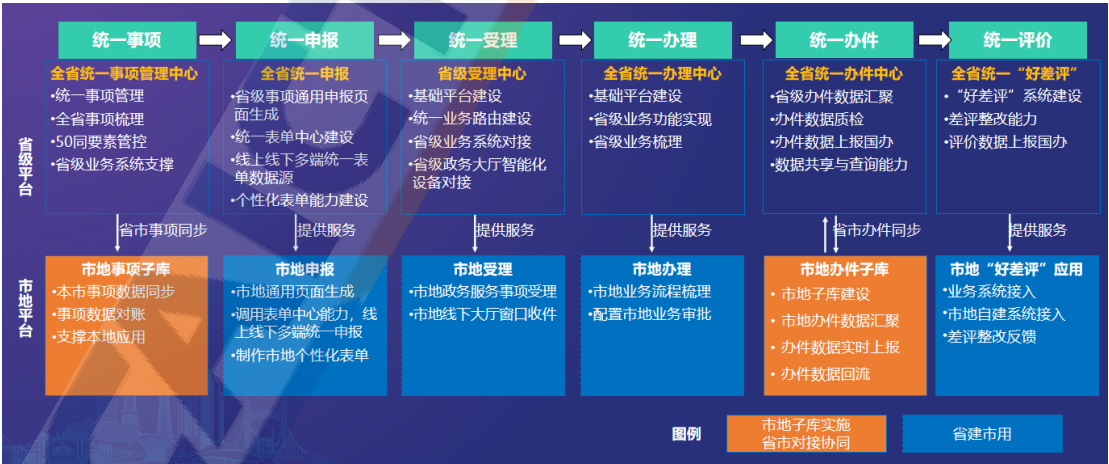 统一事项
统一申报
统一受理
统一办理
统一办件
统一评价
省级平台
全省统一事项管理中心
•统一事项管理
•全省事项梳理
•50同要素管控
•省级业务系统支撑
全省统一申报
•省级事项通用申报页
面生成
•统一表单中心建设
•线上线下多端统一表
单数据源
•个性化表单能力建设
省级受理中心
•基础平台建设
•统一业务路由建设
•省级业务系统对接
•省级政务大厅智能化
设备对接
全省统一办理中心
•基础平台建设
•省级业务功能实现
•省级业务梳理
全省统一办件中心
•省级办件数据汇聚
•办件数据质检
•办件数据上报国办
•数据共享与查询能力
全省统一“好差评”
•“好差评”系统建设
•差评整改能力
•评价数据上报国办
省市事项同步
提供服务
提供服务
提供服务
省市办件同步
提供服务
市地平台
市地事项子库
•本市事项数据同步
•事项数据对账
•支撑本地应用
市地申报
•市地通用页面生成
•调用表单中心能力，线
上线下多端统一申报
•制作市地个性化表单
市地受理
•市地政务服务事项受理
•市地线下大厅窗口收件
市地办理
•市地业务流程梳理
•配置市地业务审批
市地办件子库
• 市地子库建设
• 市地办件数据汇聚
• 办件数据实时上报
• 办件数据回流
市地“好差评”应用
•业务系统接入
•市地自建系统接入
•差评整改反馈
图例
市地子库实施
省市对接协同
省建市用